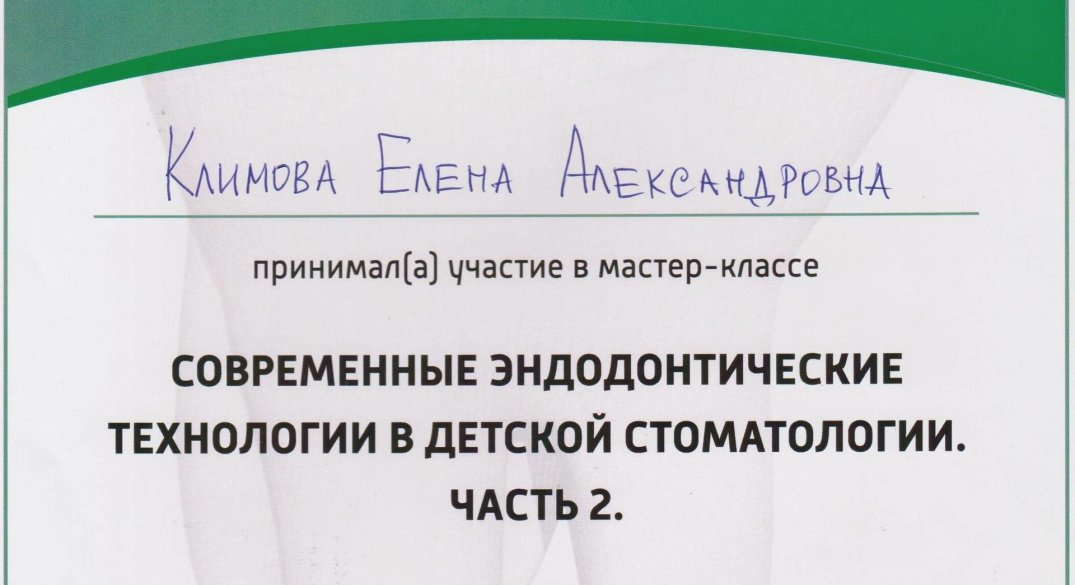 Климова Елена Александровна
принимал(а) участие в мастер-классе
СОВРЕМЕННЫЕ ЭНДОДОНТИЧЕСКИЕ
ТЕХНОЛОГИИ В ДЕТСКОЙ СТОМАТОЛОГИИ.
ЧАСТЬ 2.